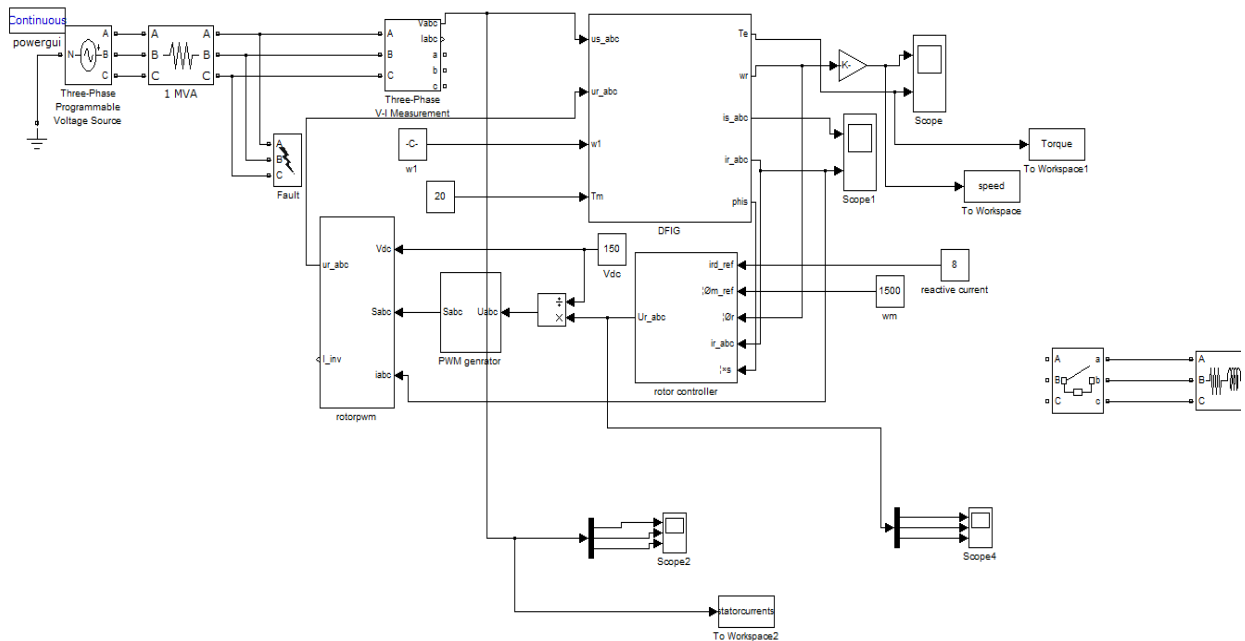 Continuous
powergui
N
A
B
C
Three-Phase
Programmable
Voltage Source
A
B
C
A
B
C
1 MVA
A
B
C
Vabc
Iabc
a
b
c
Three-Phase
V-I Measurement
A
B
C
Fault
-C-
w1
20
us_abc
ur_abc
w1
Tm
Te
wr
is_abc
ir_abc
phis
DFIG
-K-
Scope
Scope1
Torque
To Workspace1
speed
To Workspace
ur_abc
I_inv
Vdc
Sabc
iabc
rotorpwm
Sabc
Uabc
PWM genrator
÷
×
150
Vdc
Ur_abc
ird_ref
¦Øm_ref
¦Ør
ir_abc
¦×s
rotor controller
8
reactive current
1500
wm
A
B
C
a
b
c
A
B
C
Scope2
Scope4
statorcurrents
To Workspace2